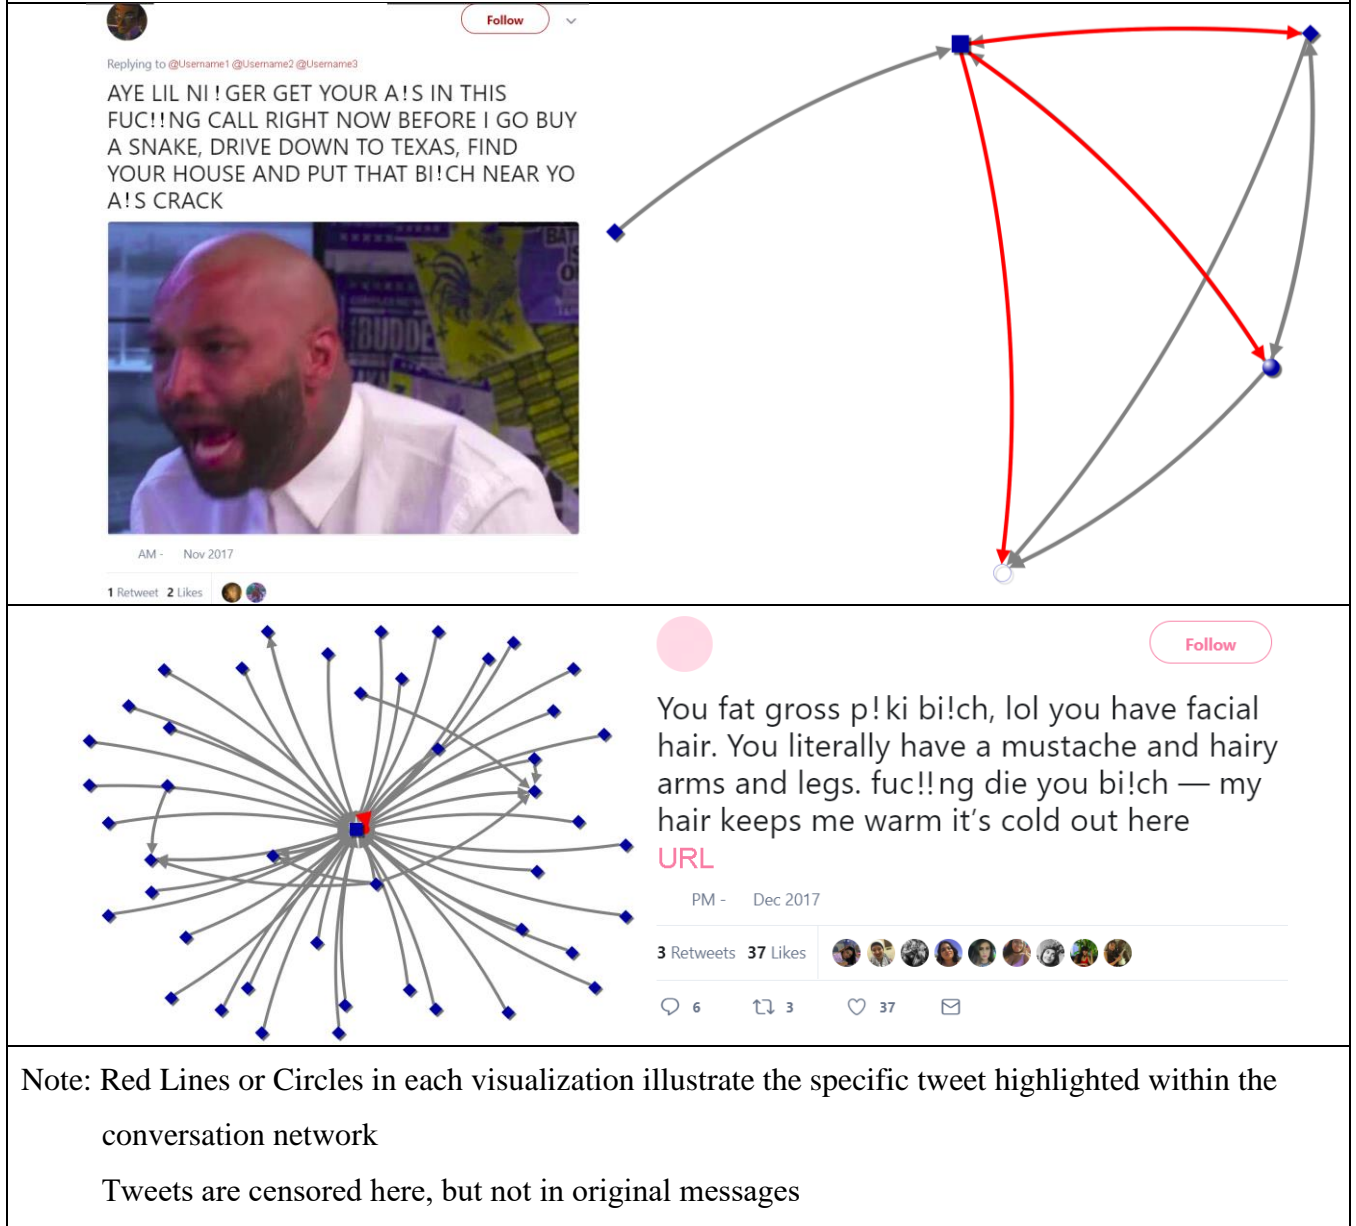 Follow
Replying to @Username1 @Username2 @Username3
AYE LIL NI!GER GET YOUR A!S IN THIS
FUC!!NG CALL RIGHT NOW BEFORE I GO BUY
A SNAKE, DRIVE DOWN TO TEXAS, FIND
YOUR HOUSE AND PUT THAT BI!CH NEAR YO
A!S CRACK
BUDDE
AM - Nov 2017
1 Retweet 2 Likes
Follow
You fat gross p!ki bi!ch, lol you have facial
hair. You literally have a mustache and hairy
arms and legs. fuc!!ng die you bi!ch — my
hair keeps me warm it's cold out here
URL
PM - Dec 2017
3 Retweets 37 Likes
6 3 37
Note: Red Lines or Circles in each visualization illustrate the specific tweet highlighted within the
conversation network
Tweets are censored here, but not in original messages